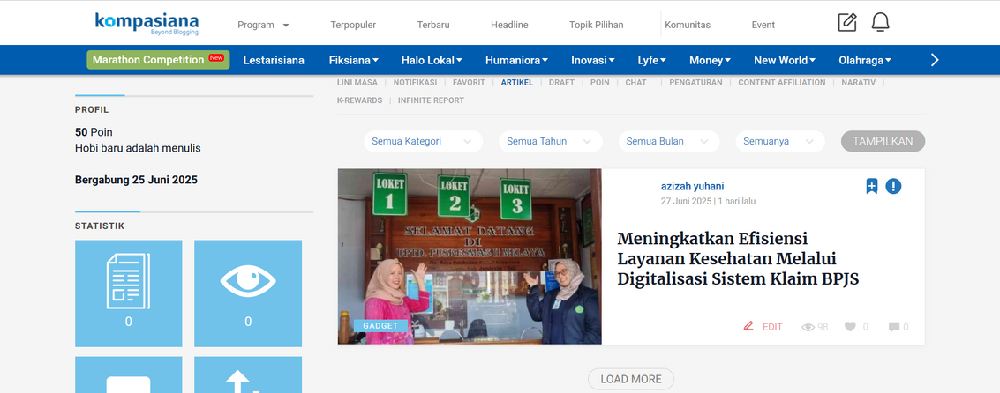 kompasiana
Beyond Blogging
Program
Terpopuler
Terbaru
Headline
Topik Pilihan
Komunitas
Event
Marathon Competition New
Lestarisiana
Fiksiana
Halo Lokal
Humaniora
Inovasi
Lyfe
Money
New World
Olahraga
LINI MASA | NOTIFIKASI | FAVORIT | ARTIKEL | DRAFT | POIN | CHAT | PENGATURAN | CONTENT AFFILIATION | NARATIV |
K-REWARDS | INFINITE REPORT
PROFIL
50 Poin
Hobi baru adalah menulis
Bergabung 25 Juni 2025
STATISTIK
0
0
Semua Kategori
Semua Tahun
Semua Bulan
Semuanya
TAMPILKAN
LOKET
1
LOKET
2
LOKET
3
SELAMAT DATANG
DI
UPTD. PUSKESMAS II MELAYA
GADGET
azizah yuhani
27 Juni 2025 | 1 hari lalu
Meningkatkan Efisiensi
Layanan Kesehatan Melalui
Digitalisasi Sistem Klaim BPJS
EDIT
98
0
0
LOAD MORE